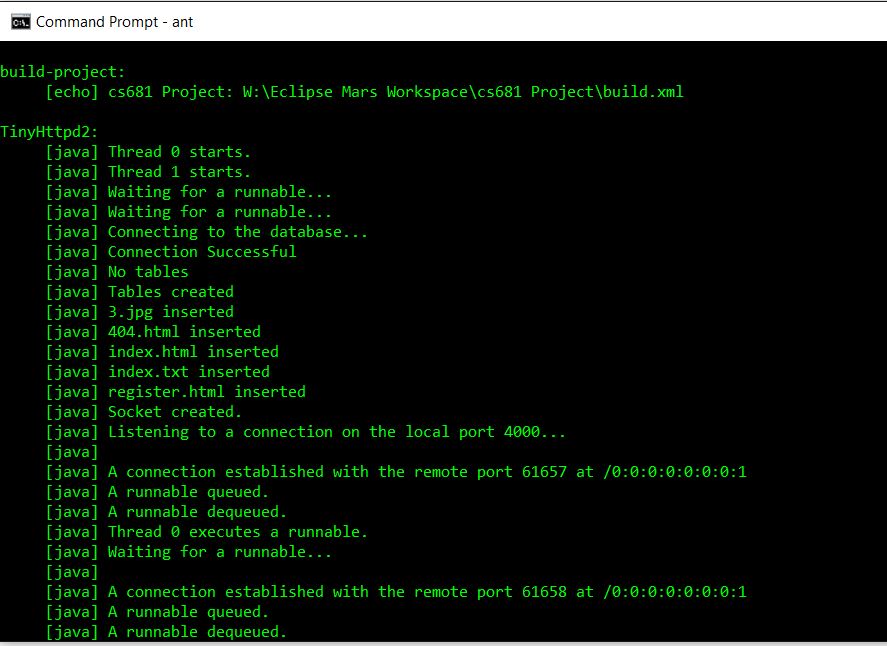 Command Prompt - ant
build-project:
[echo] cs681 Project: W:\Eclipse Mars Workspace\cs681 Project\build.xml
TinyHttpd2:
[java] Thread 0 starts.
[java] Thread 1 starts.
[java] Waiting for a runnable...
[java] Waiting for a runnable...
[java] Connecting to the database...
[java] Connection Successful
[java] No tables
[java] Tables created
[java] 3.jpg inserted
[java] 404.html inserted
[java] index.html inserted
[java] index.txt inserted
[java] register.html inserted
[java] Socket created.
[java] Listening to a connection on the local port 4000...
[java]
[java] A connection established with the remote port 61657 at /0:0:0:0:0:0:0:1
[java] A runnable queued.
[java] A runnable dequeued.
[java] Thread 0 executes a runnable.
[java] Waiting for a runnable...
[java]
[java] A connection established with the remote port 61658 at /0:0:0:0:0:0:0:1
[java] A runnable queued.
[java] A runnable dequeued.